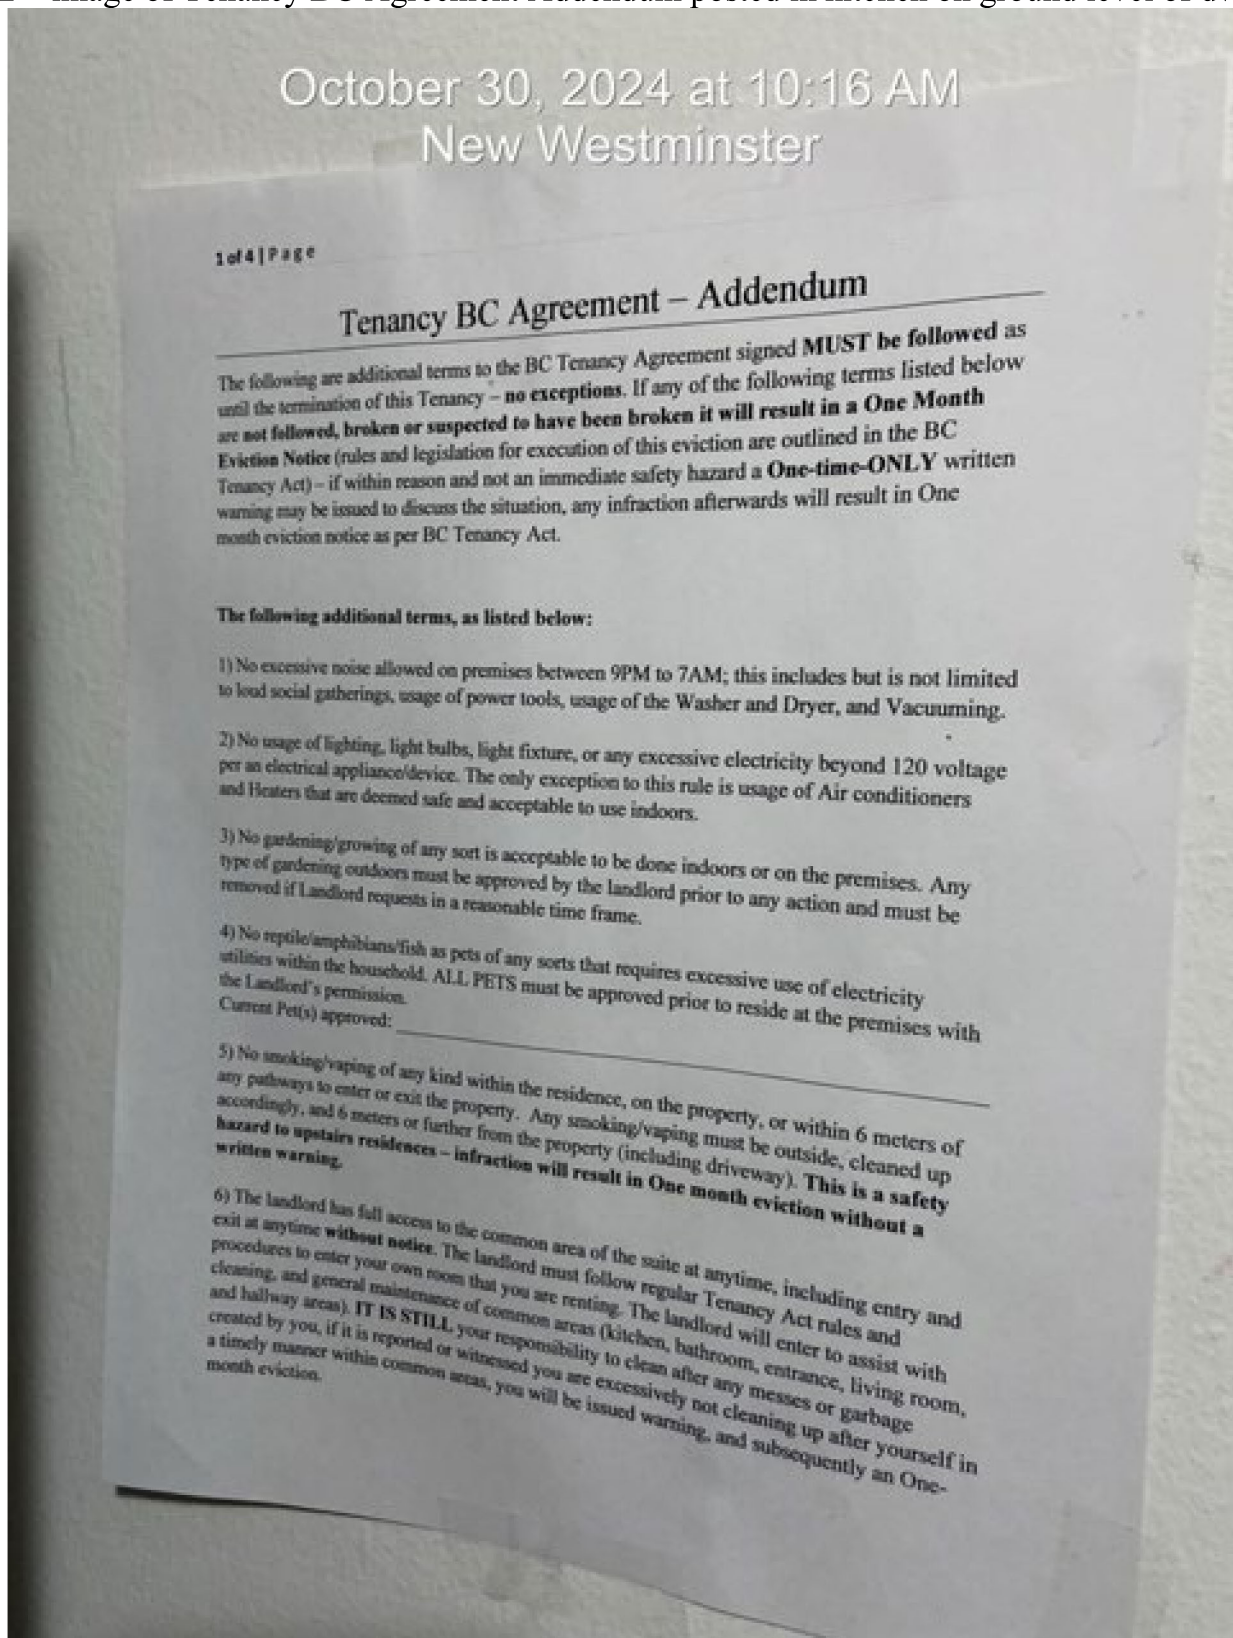 image of Tenancy BC Agreement Addendum posted in kitchen on ground level of
October 30, 2024 at 10:16 AM
New Westminster
1 of 4 | Page
Tenancy BC Agreement – Addendum
The following are additional terms to the BC Tenancy Agreement signed MUST be followed as
until the termination of this Tenancy – no exceptions. If any of the following terms listed below
are not followed, broken or suspected to have been broken it will result in a One Month
Eviction Notice (rules and legislation for execution of this eviction are outlined in the BC
Tenancy Act) – if within reason and not an immediate safety hazard a One-time-ONLY written
warning may be issued to discuss the situation, any infraction afterwards will result in One
month eviction notice as per BC Tenancy Act.
The following additional terms, as listed below:
1) No excessive noise allowed on premises between 9PM to 7AM; this includes but is not limited
to loud social gatherings, usage of power tools, usage of the Washer and Dryer, and Vacuuming.
2) No usage of lighting, light bulbs, light fixture, or any excessive electricity beyond 120 voltage
per an electrical appliance/device. The only exception to this rule is usage of Air conditioners
and Heaters that are deemed safe and acceptable to use indoors.
3) No gardening/growing of any sort is acceptable to be done indoors or on the premises. Any
type of gardening outdoors must be approved by the landlord prior to any action and must be
removed if Landlord requests in a reasonable time frame.
4) No reptile/amphibians/fish as pets of any sorts that requires excessive use of electricity
utilities within the household. ALL PETS must be approved prior to reside at the premises with
the Landlord's permission.
Current Pet(s) approved:
5) No smoking/vaping of any kind within the residence, on the property, or within 6 meters of
any pathways to enter or exit the property. Any smoking/vaping must be outside, cleaned up
accordingly, and 6 meters or further from the property (including driveway). This is a safety
hazard to upstairs residences – infraction will result in One month eviction without a
written warning.
6) The landlord has full access to the common area of the suite at anytime, including entry and
exit at anytime without notice. The landlord must follow regular Tenancy Act rules and
procedures to enter your own room that you are renting. The landlord will enter to assist with
cleaning, and general maintenance of common areas (kitchen, bathroom, entrance, living room,
and hallway areas). IT IS STILL your responsibility to clean after any messes or garbage
created by you, if it is reported or witnessed you are excessively not cleaning up after yourself in
a timely manner within common areas, you will be issued warning, and subsequently an One-
month eviction.